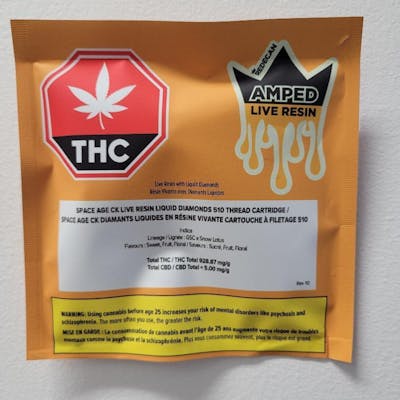 REDECAN
AMPED
LIVE RESIN
THC
Live Resin with Liquid Diamonds
Résine Vivante avec Diamants Liquides
SPACE AGE CK LIVE RESIN LIQUID DIAMONDS 510 THREAD CARTRIDGE /
SPACE AGE CK DIAMANTS LIQUIDES EN RÉSINE VIVANTE CARTOUCHE À FILETAGE 510
Indica
Lineage / Lignée : GSC x Snow Lotus
Flavours : Sweet, Fruit, Floral / Saveurs : Sucré, Fruit, Floral
Total THC / THC Total 928.87 mg/g
Total CBD / CBD Total < 5.00 mg/g
Rev 10
WARNING: Using cannabis before age 25 increases your risk of mental disorders like psychosis and
schizophrenia. The more often you use, the greater the risk.
MISE EN GARDE : La consommation de cannabis avant l'âge de 25 ans augmente votre risque de troubles
mentaux comme la psychose et la schizophrénie. Plus vous consommez souvent, plus le risque est grand.